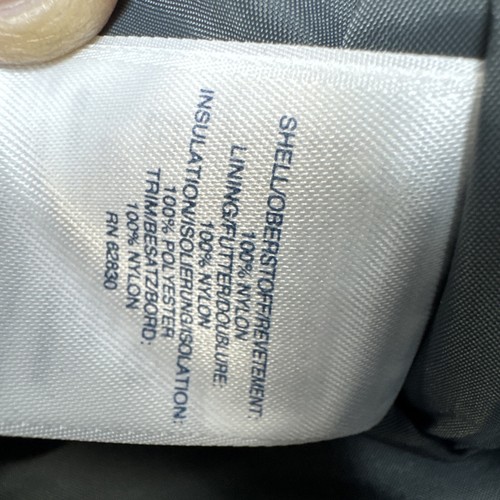 SHELL/OBERSTOFF/REVETEMENT:
100% NYLON
LINING/FUTTER/DOUBLURE:
100% NYLON
INSULATION/ISOLIERUNG/ISOLATION:
100% POLYESTER
TRIM/BESATZ/BORD:
100% NYLON
RN 62830